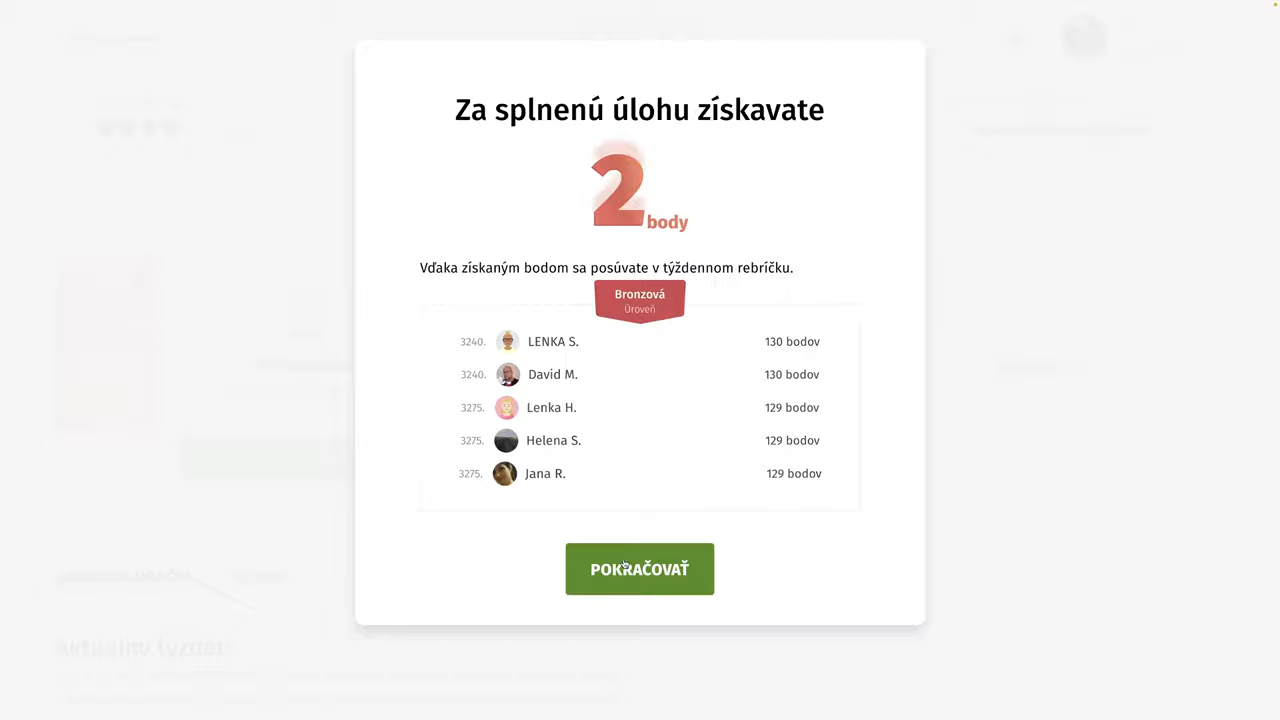 Za splnenú úlohu získavate
2 body
Vďaka získaným bodom sa posúvate v týždennom rebríčku.
Bronzová
Úroveň
3240. LENKA S. 130 bodov
3240. David M. 130 bodov
3275. Lenka H. 129 bodov
3275. Helena S. 129 bodov
3275. Jana R. 129 bodov
POKRAČOVAŤ